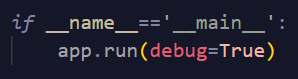 if __name__=='__main__':
    app.run(debug=True)